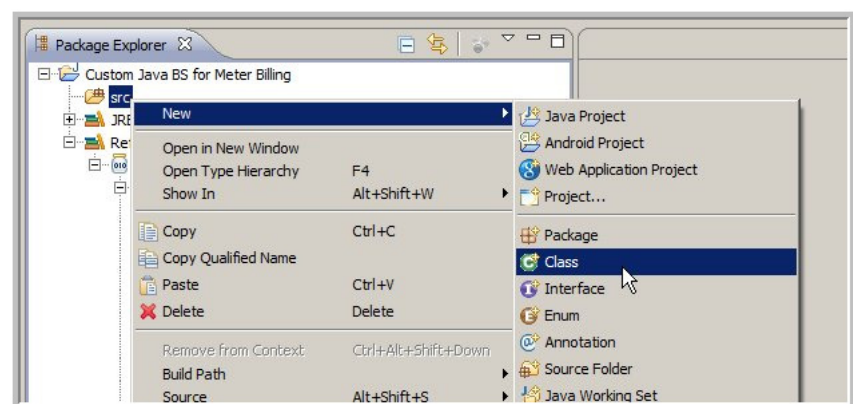 Package Explorer
Custom Java BS for Meter Billing
src
New
Open in New Window
Open Type Hierarchy F4
Show In Alt+Shift+W
Copy Ctrl+C
Copy Qualified Name
Paste Ctrl+V
Delete Delete
Remove from Context Ctrl+Alt+Shift+Down
Build Path
Source Alt+Shift+S
Java Project
Android Project
Web Application Project
Project...
Package
Class
Interface
Enum
Annotation
Source Folder
Java Working Set